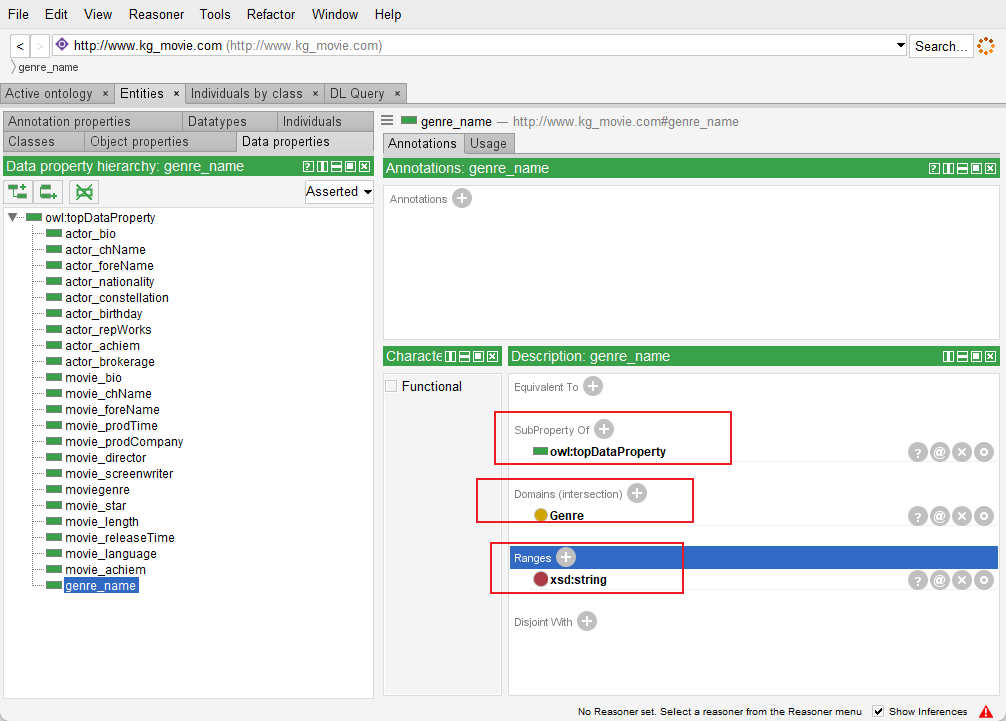 File Edit View Reasoner Tools Refactor Window Help
< > http://www.kg_movie.com (http://www.kg_movie.com) Search...
genre_name
Active ontology × Entities × Individuals by class × DL Query ×
Annotation properties Datatypes Individuals
Classes Object properties Data properties
Data property hierarchy: genre_name
Asserted
owl:topDataProperty
actor_bio
actor_chName
actor_foreName
actor_nationality
actor_constellation
actor_birthday
actor_repWorks
actor_achiem
actor_brokerage
movie_bio
movie_chName
movie_foreName
movie_prodTime
movie_prodCompany
movie_director
movie_screenwriter
moviegenre
movie_star
movie_length
movie_releaseTime
movie_language
movie_achiem
genre_name
genre_name — http://www.kg_movie.com#genre_name
Annotations Usage
Annotations: genre_name
Annotations
Characte
Functional
Description: genre_name
Equivalent To
SubProperty Of
owl:topDataProperty
Domains (intersection)
Genre
Ranges
xsd:string
Disjoint With
No Reasoner set. Select a reasoner from the Reasoner menu Show Inferences